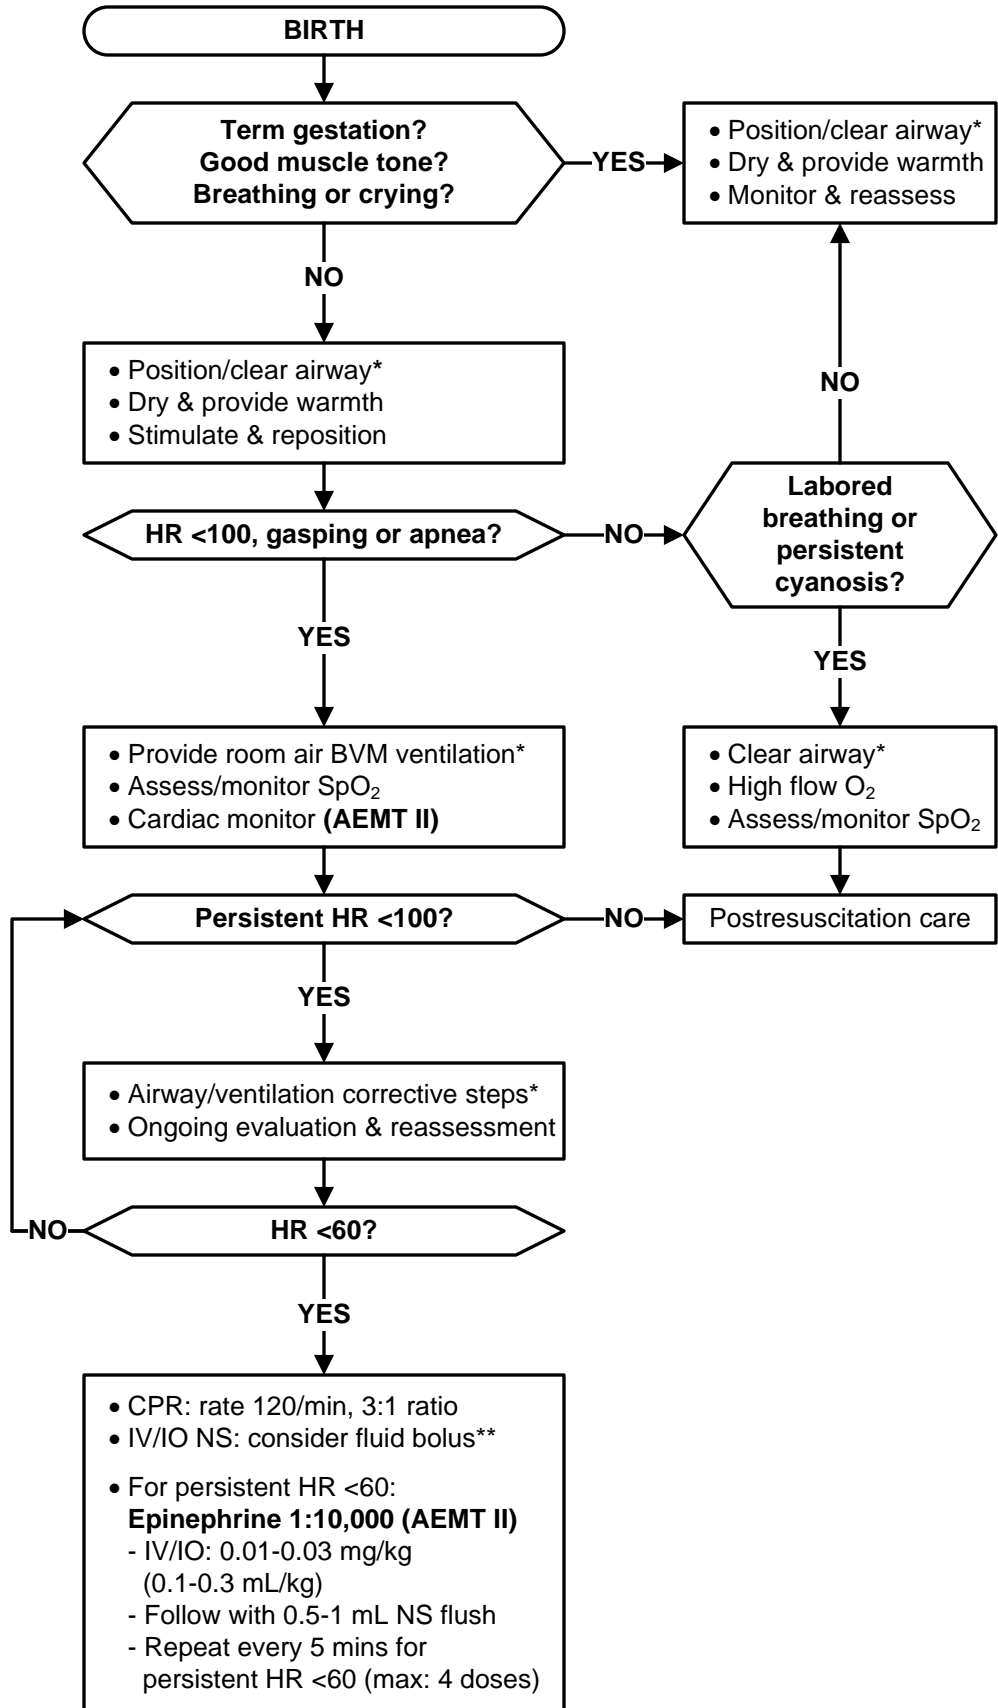 BIRTH
Term gestation?
Good muscle tone?
Breathing or crying?
YES
• Position/clear airway*
• Dry & provide warmth
• Monitor & reassess
NO
• Position/clear airway*
• Dry & provide warmth
• Stimulate & reposition
NO
HR <100, gasping or apnea?
NO
Labored
breathing or
persistent
cyanosis?
YES
YES
• Provide room air BVM ventilation*
• Assess/monitor SpO₂
• Cardiac monitor (AEMT II)
• Clear airway*
• High flow O₂
• Assess/monitor SpO₂
Persistent HR <100?
NO
Postresuscitation care
YES
• Airway/ventilation corrective steps*
• Ongoing evaluation & reassessment
NO
HR <60?
YES
• CPR: rate 120/min, 3:1 ratio
• IV/IO NS: consider fluid bolus**
• For persistent HR <60:
Epinephrine 1:10,000 (AEMT II)
- IV/IO: 0.01-0.03 mg/kg
(0.1-0.3 mL/kg)
- Follow with 0.5-1 mL NS flush
- Repeat every 5 mins for
persistent HR <60 (max: 4 doses)